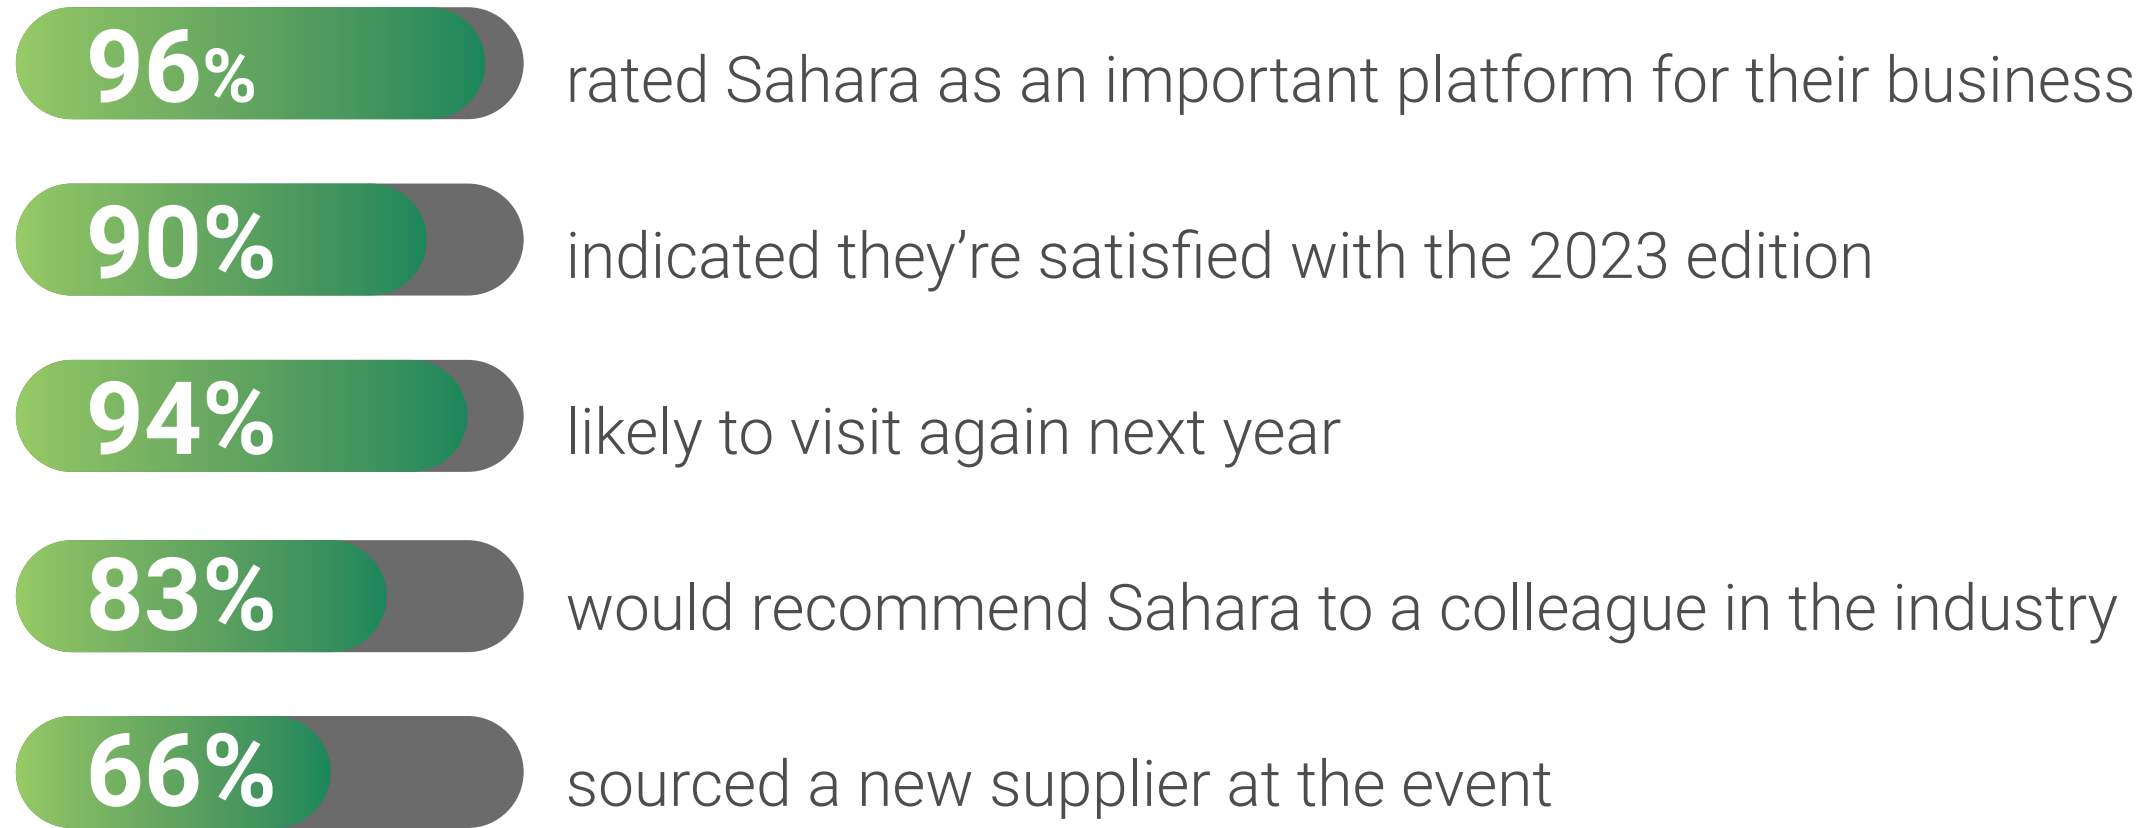 96% rated Sahara as an important platform for their business
90% indicated they’re satisfied with the 2023 edition
94% likely to visit again next year
83% would recommend Sahara to a colleague in the industry
66% sourced a new supplier at the event